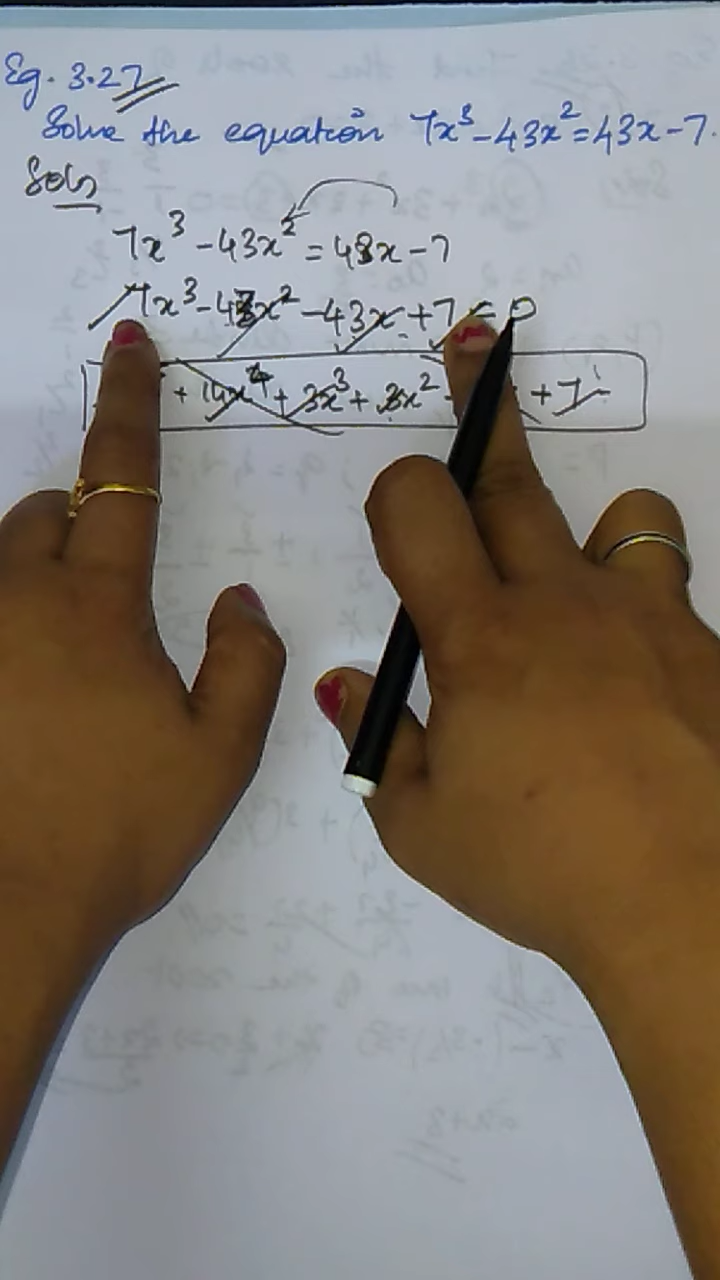 Eg. 3.27
Solve the equation 7x³-43x²=43x-7.
Soln
7x³-43x²=43x-7
7x³-43x²-43x+7=0
+ 14x⁴+3x³+3x² +7